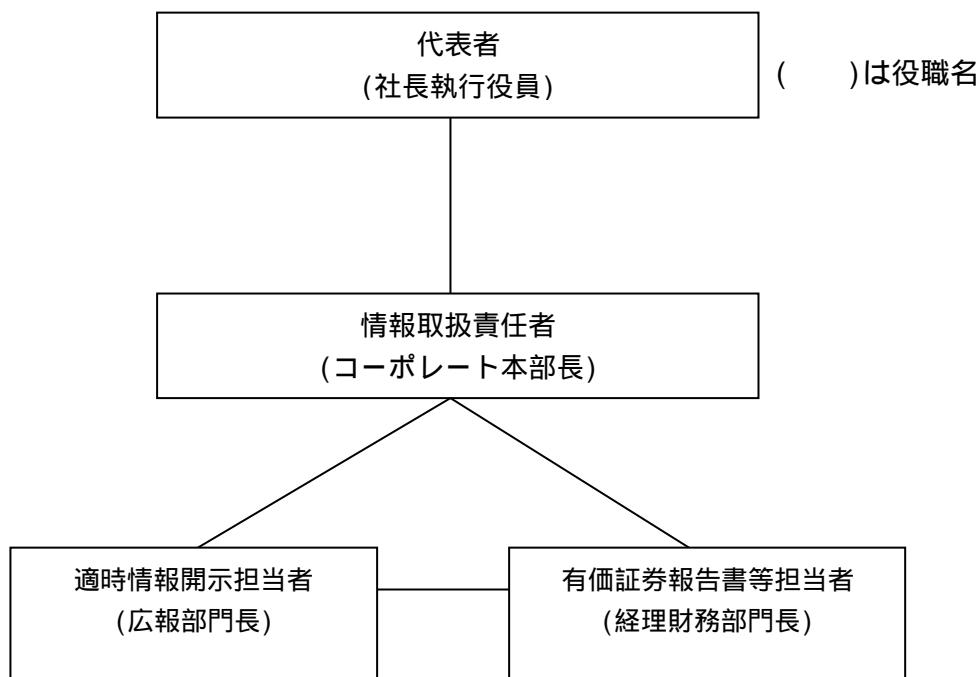 代表者
(社長執行役員)
(　　)は役職名
情報取扱責任者
(コーポレート本部長)
適時情報開示担当者
(広報部門長)
有価証券報告書等担当者
(経理財務部門長)